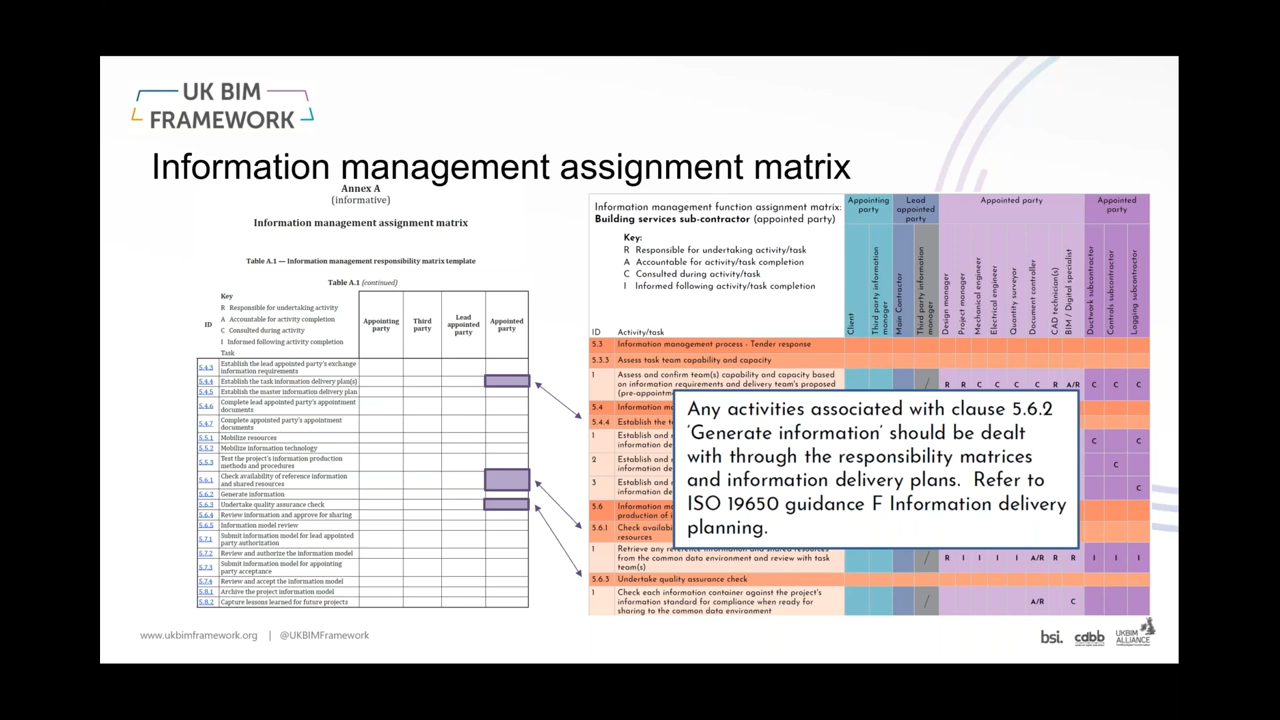 UK BIM
FRAMEWORK
Information management assignment matrix
Annex A
(informative)
Information management assignment matrix
Table A.1 — Information management responsibility matrix template
Table A.1 (continued)
Key
R Responsible for undertaking activity
A Accountable for activity completion
C Consulted during activity
I Informed following activity completion
ID
Task
Appointing
party
Third
party
Lead
appointed
party
Appointed
party
5.4.3 Establish the lead appointed party's exchange
information requirements
5.4.4 Establish the task information delivery plan(s)
5.4.5 Establish the master information delivery plan
5.4.6 Complete lead appointed party's appointment
documents
5.4.7 Complete appointed party's appointment
documents
5.5.1 Mobilize resources
5.5.2 Mobilize information technology
5.5.3 Test the project's information production
methods and procedures
5.6.1 Check availability of reference information
and shared resources
5.6.2 Generate information
5.6.3 Undertake quality assurance check
5.6.4 Review information and approve for sharing
5.6.5 Information model review
5.7.1 Submit information model for lead appointed
party authorization
5.7.2 Review and authorize the information model
5.7.3 Submit information model for appointing
party acceptance
5.7.4 Review and accept the information model
5.8.1 Archive the project information model
5.8.2 Capture lessons learned for future projects
Information management function assignment matrix:
Building services sub-contractor (appointed party)
Key:
R Responsible for undertaking activity/task
A Accountable for activity/task completion
C Consulted during activity/task
I Informed following activity/task completion
ID Activity/task
Appointing
party
Lead
appointed
party
Appointed party
Appointed
party
Client
Third party information
manager
Main Contractor
Third party information
manager
Design manager
Project manager
Mechanical engineer
Electrical engineer
Quantity surveyor
Document controller
CAD technician(s)
BIM / Digital specialist
Ductwork subcontractor
Controls subcontractor
Lagging subcontractor
5.3 Information management process - Tender response
5.3.3 Assess task team capability and capacity
1 Assess and confirm team(s) capability and capacity based
on information requirements and delivery team's proposed
(pre-appointm
/ R R C C C C R A/R C C C
5.4 Information m
5.4.4 Establish the t
1 Establish and
information de
C C
2 Establish and
information de
C
3 Establish and
information de
C
5.6 Information m
production of i
5.6.1 Check availab
resources
1 Retrieve any reference information and shared resources
from the common data environment and review with task
team(s)
/ R I I I I A/R R R I I I
5.6.3 Undertake quality assurance check
1 Check each information container against the project's
information standard for compliance when ready for
sharing to the common data environment
/ A/R C
Any activities associated with clause 5.6.2
'Generate information' should be dealt
with through the responsibility matrices
and information delivery plans. Refer to
ISO 19650 guidance F Information delivery
planning.
www.ukbimframework.org | @UKBIMFramework
bsi.
cdbb
UKBIM
ALLIANCE